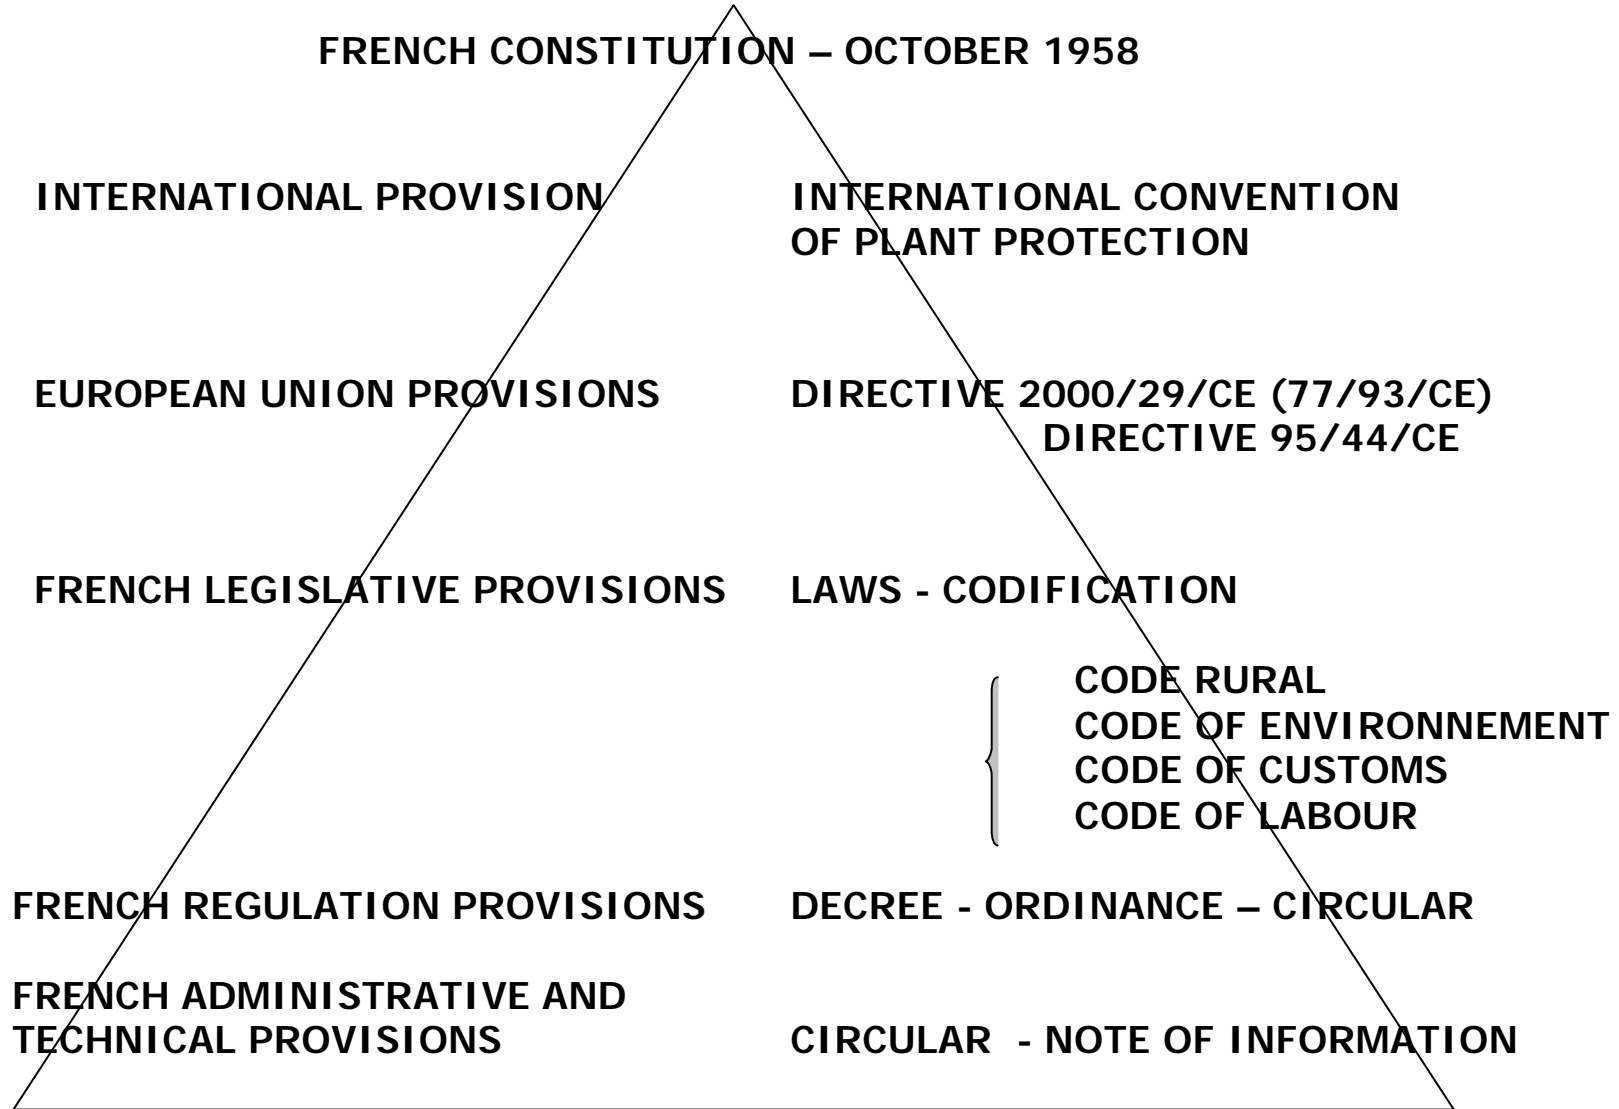 FRENCH CONSTITUTION – OCTOBER 1958
INTERNATIONAL PROVISION
INTERNATIONAL CONVENTION
OF PLANT PROTECTION
EUROPEAN UNION PROVISIONS
DIRECTIVE 2000/29/CE (77/93/CE)
DIRECTIVE 95/44/CE
FRENCH LEGISLATIVE PROVISIONS
LAWS - CODIFICATION
CODE RURAL
CODE OF ENVIRONNEMENT
CODE OF CUSTOMS
CODE OF LABOUR
FRENCH REGULATION PROVISIONS
DECREE - ORDINANCE – CIRCULAR
FRENCH ADMINISTRATIVE AND
TECHNICAL PROVISIONS
CIRCULAR - NOTE OF INFORMATION